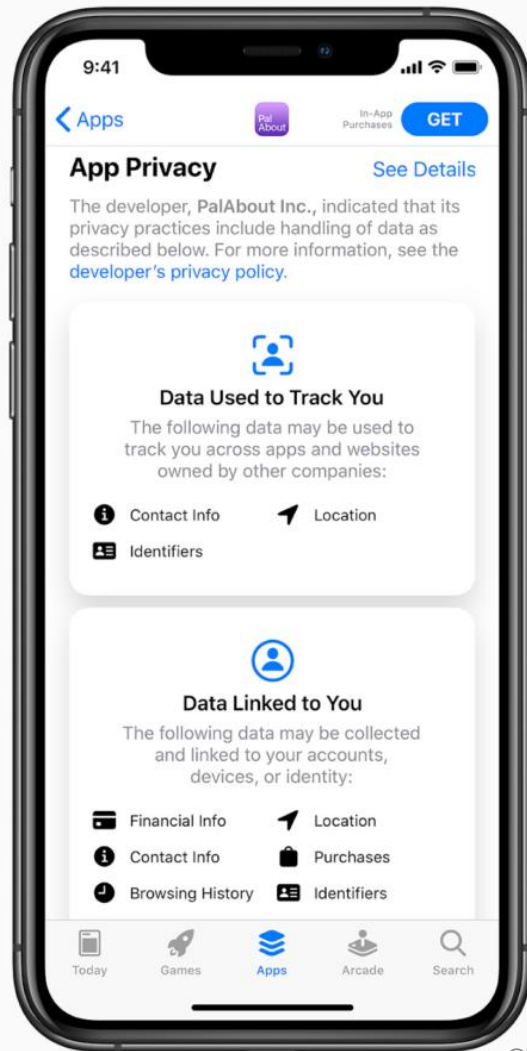 9:41
Apps
Pal
About
In-App
Purchases
GET
App Privacy
See Details
The developer, PalAbout Inc., indicated that its
privacy practices include handling of data as
described below. For more information, see the
developer's privacy policy.
Data Used to Track You
The following data may be used to
track you across apps and websites
owned by other companies:
Contact Info
Location
Identifiers
Data Linked to You
The following data may be collected
and linked to your accounts,
devices, or identity:
Financial Info
Location
Contact Info
Purchases
Browsing History
Identifiers
Today
Games
Apps
Arcade
Search